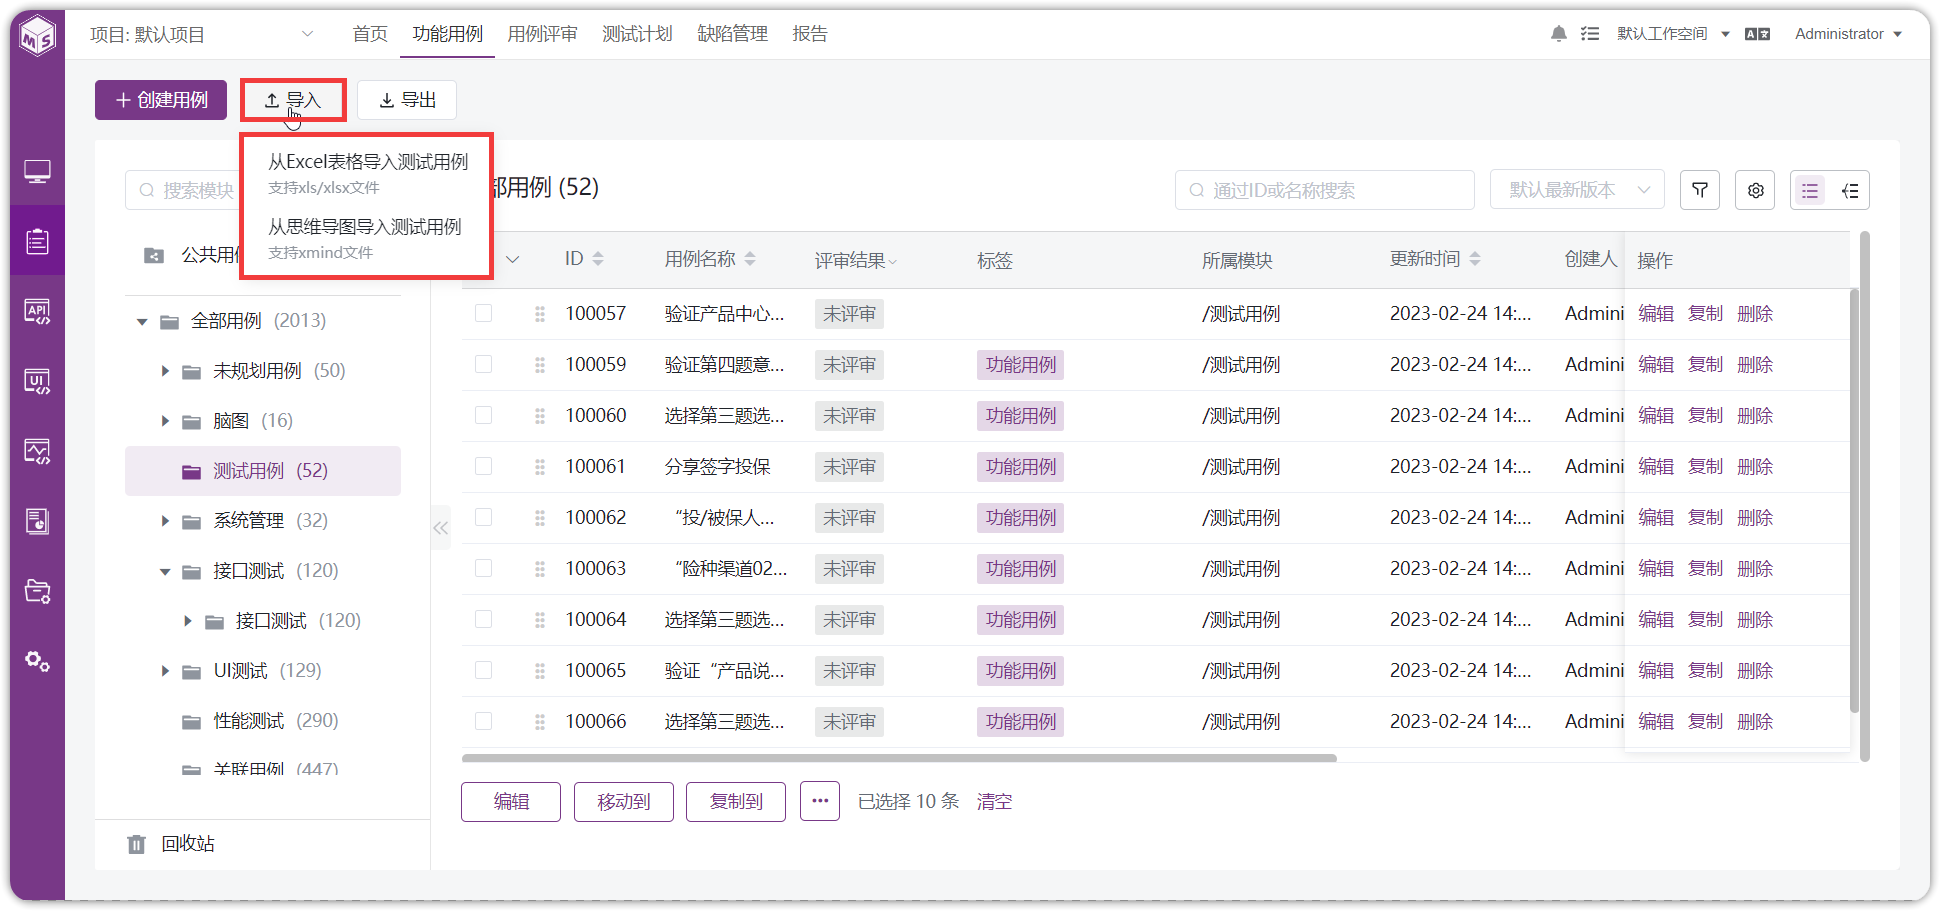 项目: 默认项目
首页 功能用例 用例评审 测试计划 缺陷管理 报告
默认工作空间
Administrator
创建用例
导入
导出
从Excel表格导入测试用例
支持xls/xlsx文件
从思维导图导入测试用例
支持xmind文件
搜索模块
公共用
全部用例 (2013)
未规划用例 (50)
脑图 (16)
测试用例 (52)
系统管理 (32)
接口测试 (120)
接口测试 (120)
UI测试 (129)
性能测试 (290)
关联用例 (447)
回收站
API
UI
MS
用例 (52)
通过ID或名称搜索
默认最新版本
ID 用例名称 评审结果 标签 所属模块 更新时间 创建人 操作
100057 验证产品中心... 未评审 /测试用例 2023-02-24 14:... Admini 编辑 复制 删除
100059 验证第四题意... 未评审 功能用例 /测试用例 2023-02-24 14:... Admini 编辑 复制 删除
100060 选择第三题选... 未评审 功能用例 /测试用例 2023-02-24 14:... Admini 编辑 复制 删除
100061 分享签字投保 未评审 功能用例 /测试用例 2023-02-24 14:... Admini 编辑 复制 删除
100062 “投/被保人... 未评审 功能用例 /测试用例 2023-02-24 14:... Admini 编辑 复制 删除
100063 “险种渠道02... 未评审 功能用例 /测试用例 2023-02-24 14:... Admini 编辑 复制 删除
100064 选择第三题选... 未评审 功能用例 /测试用例 2023-02-24 14:... Admini 编辑 复制 删除
100065 验证“产品说... 未评审 功能用例 /测试用例 2023-02-24 14:... Admini 编辑 复制 删除
100066 选择第三题选... 未评审 功能用例 /测试用例 2023-02-24 14:... Admini 编辑 复制 删除
编辑 移动到 复制到 ••• 已选择 10 条 清空